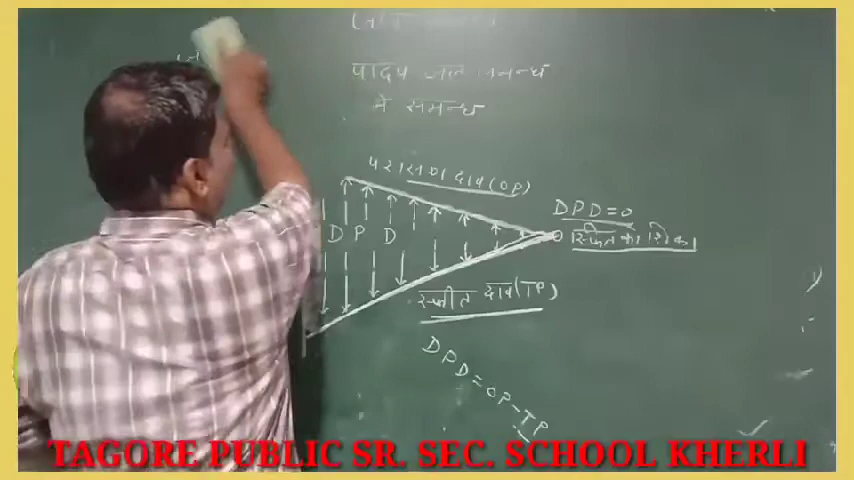 पादप जल सम्बन्ध
में सम्बन्ध
परासरण दाब (OP)
DPD=0
D P D
स्फित कोशिका
स्फीत दाब (TP)
DPD=OP-TP
TAGORE PUBLIC SR. SEC. SCHOOL KHERLI